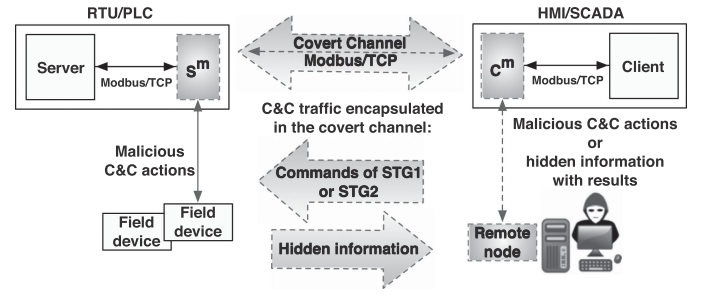 RTU/PLC
HMI/SCADA
Server
Modbus/TCP
Sm
Covert Channel
Modbus/TCP
Cm
Modbus/TCP
Client
C&C traffic encapsulated
in the covert channel:
Malicious
C&C actions
Commands of STG1
or STG2
Malicious C&C actions
or
hidden information
with results
Field
device
Field
device
Hidden information
Remote
node